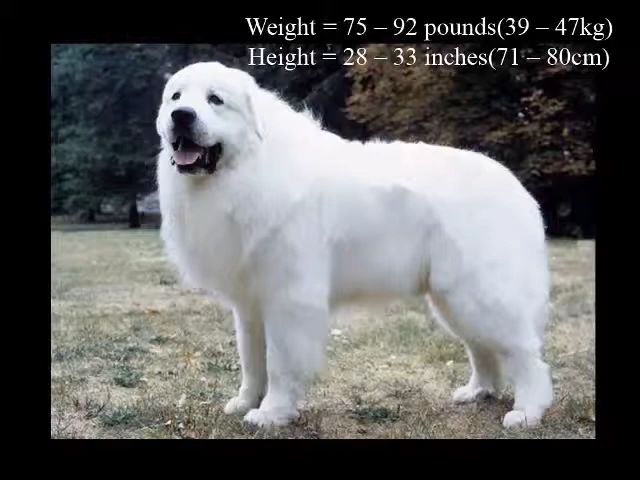 Weight = 75 – 92 pounds(39 – 47kg)
Height = 28 – 33 inches(71 – 80cm)